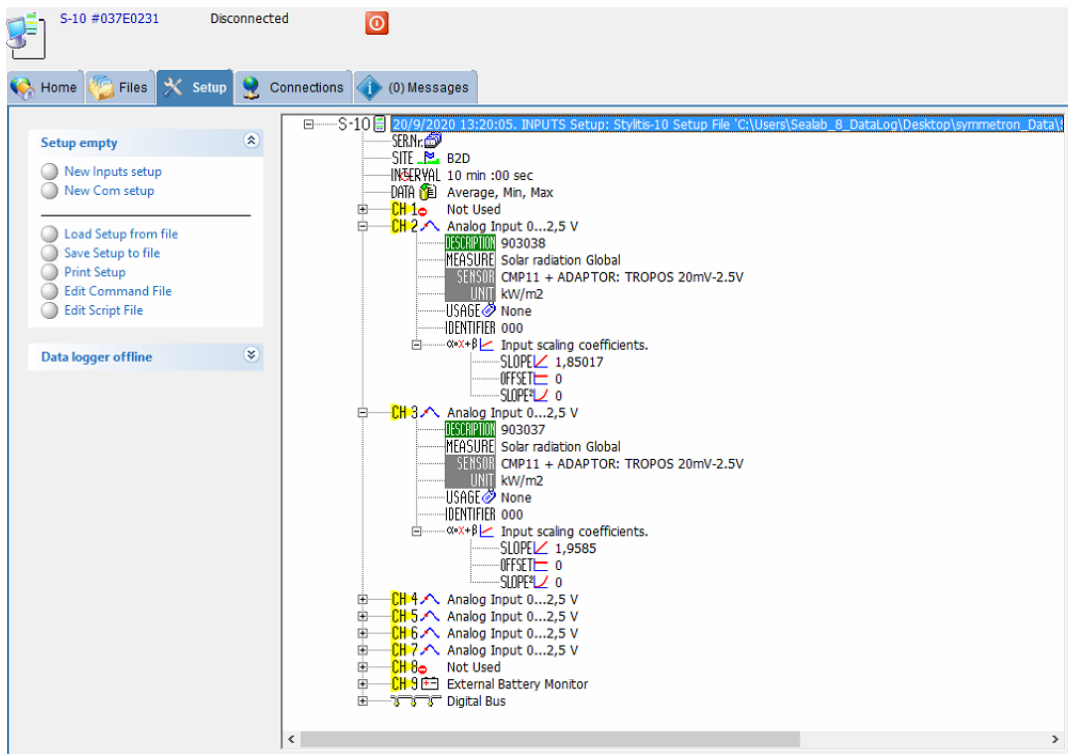 S-10 #037E0231 Disconnected
Home Files Setup Connections (0) Messages
Setup empty
New Inputs setup
New Com setup
Load Setup from file
Save Setup to file
Print Setup
Edit Command File
Edit Script File
Data logger offline
S-10 20/9/2020 13:20:05. INPUTS Setup: Stylitis-10 Setup File 'C:\Users\Sealab_8_DataLog\Desktop\symmetron_Data\
SER.Nr.
SITE B2D
INTERVAL 10 min :00 sec
DATA Average, Min, Max
CH 1 Not Used
CH 2 Analog Input 0...2,5 V
DESCRIPTION 903038
MEASURE Solar radiation Global
SENSOR CMP11 + ADAPTOR: TROPOS 20mV-2.5V
UNIT kW/m2
USAGE None
IDENTIFIER 000
α*X+β Input scaling coefficients.
SLOPE 1,85017
OFFSET 0
SLOPE² 0
CH 3 Analog Input 0...2,5 V
DESCRIPTION 903037
MEASURE Solar radiation Global
SENSOR CMP11 + ADAPTOR: TROPOS 20mV-2.5V
UNIT kW/m2
USAGE None
IDENTIFIER 000
α*X+β Input scaling coefficients.
SLOPE 1,9585
OFFSET 0
SLOPE² 0
CH 4 Analog Input 0...2,5 V
CH 5 Analog Input 0...2,5 V
CH 6 Analog Input 0...2,5 V
CH 7 Analog Input 0...2,5 V
CH 8 Not Used
CH 9 External Battery Monitor
Digital Bus